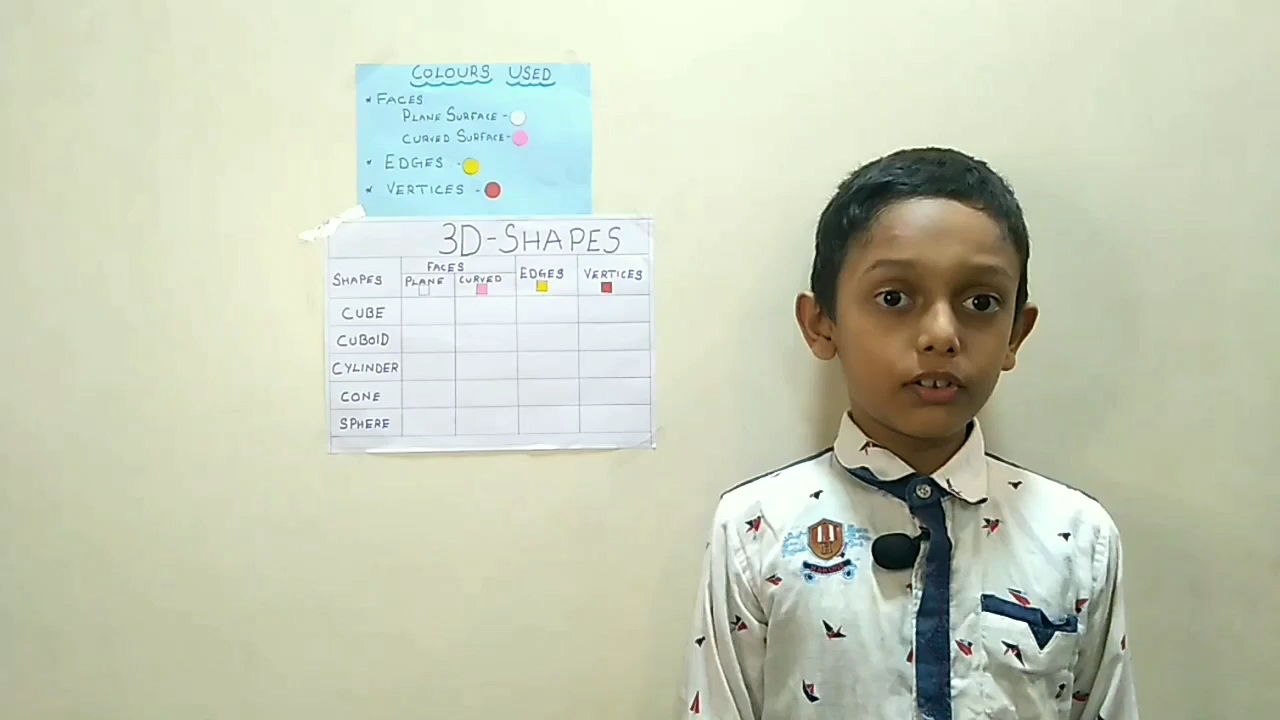 COLOURS USED
* FACES
PLANE SURFACE -
CURVED SURFACE-
* EDGES -
* VERTICES -
3D-SHAPES
SHAPES FACES EDGES VERTICES
PLANE CURVED
CUBE
CUBOID
CYLINDER
CONE
SPHERE